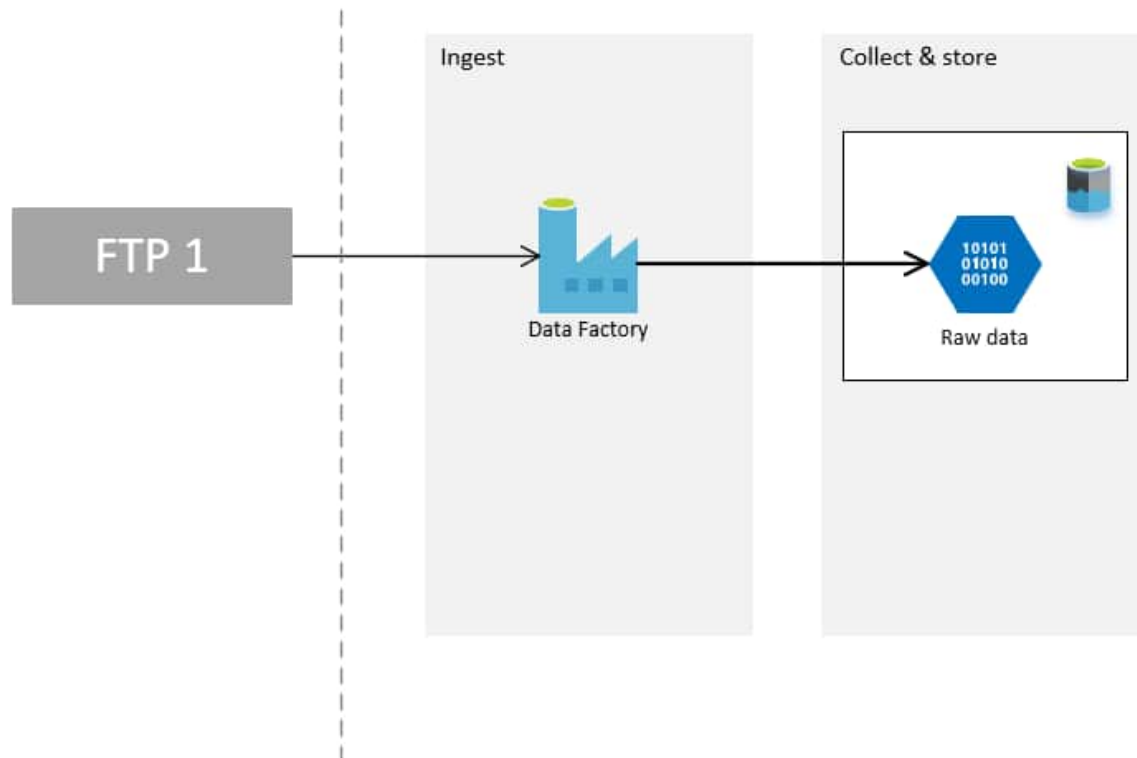 Ingest
Collect & store
FTP 1
Data Factory
10101
01010
00100
Raw data